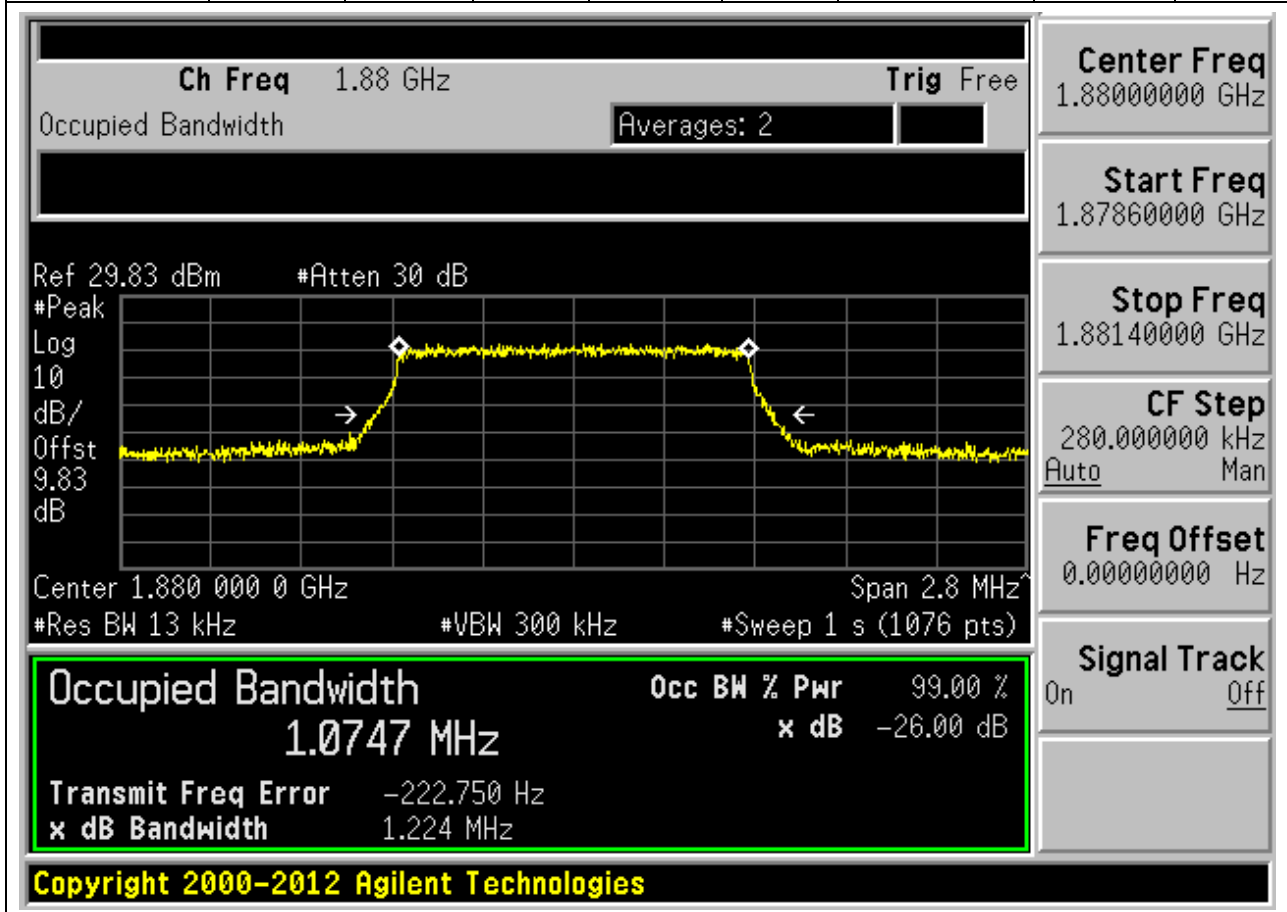 Ch Freq 1.88 GHz Trig Free
Occupied Bandwidth Averages: 2
Ref 29.83 dBm #Atten 30 dB
#Peak
Log
10
dB/
Offst
9.83
dB
Center 1.880 000 0 GHz Span 2.8 MHz^
#Res BW 13 kHz #VBW 300 kHz #Sweep 1 s (1076 pts)
Occupied Bandwidth Occ BW % Pwr 99.00 %
1.0747 MHz x dB -26.00 dB
Transmit Freq Error -222.750 Hz
x dB Bandwidth 1.224 MHz
Copyright 2000-2012 Agilent Technologies
Center Freq
1.88000000 GHz
Start Freq
1.87860000 GHz
Stop Freq
1.88140000 GHz
CF Step
280.000000 kHz
Auto Man
Freq Offset
0.00000000 Hz
Signal Track
On Off